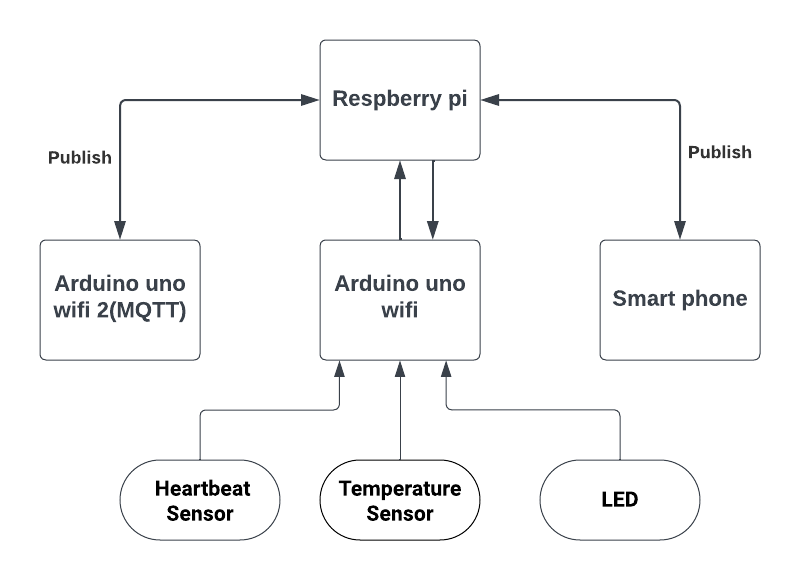 Respberry pi
Publish
Publish
Arduino uno
wifi 2(MQTT)
Arduino uno
wifi
Smart phone
Heartbeat
Sensor
Temperature
Sensor
LED